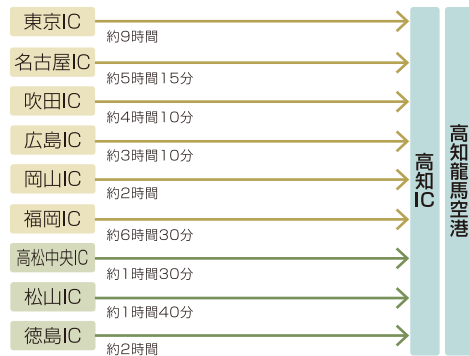 東京IC
約9時間
名古屋IC
約5時間15分
吹田IC
約4時間10分
広島IC
約3時間10分
岡山IC
約2時間
福岡IC
約6時間30分
高松中央IC
約1時間30分
松山IC
約1時間40分
徳島IC
約2時間
高知IC
高知龍馬空港